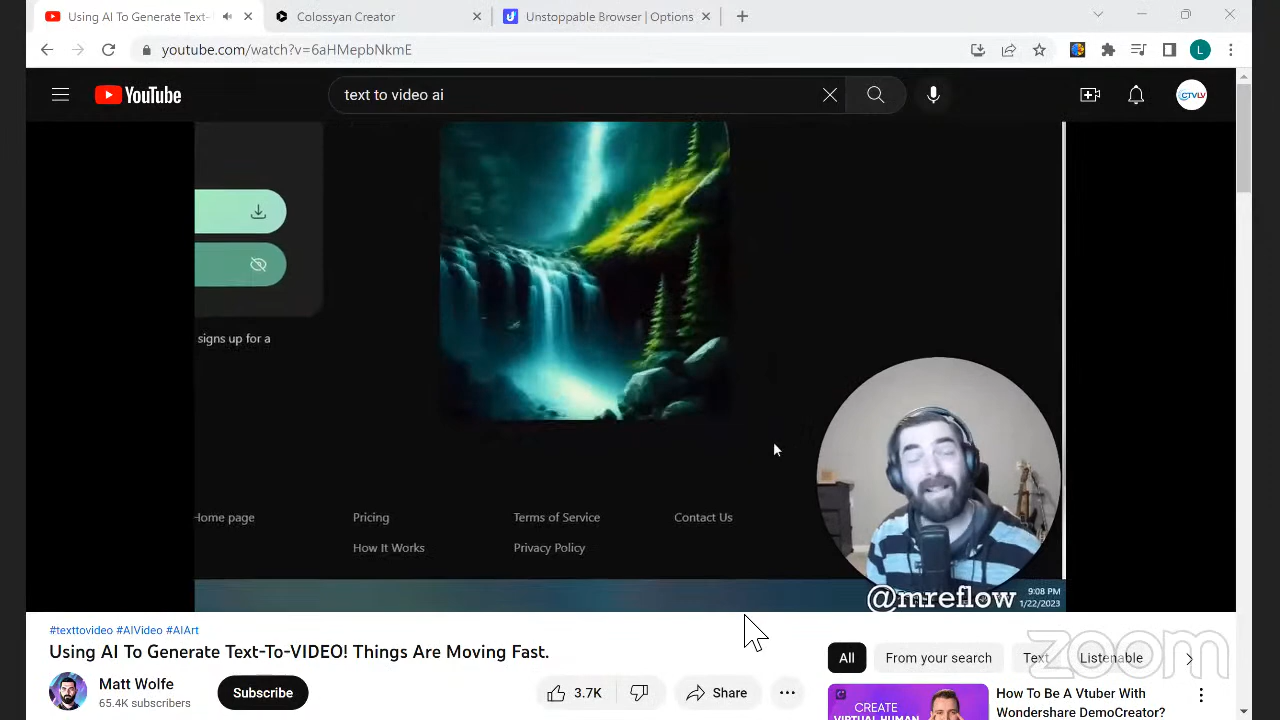 Using AI To Generate Text-
Colossyan Creator
Unstoppable Browser | Options
youtube.com/watch?v=6aHMepbNkmE
L
YouTube
text to video ai
CTVLV
signs up for a
Home page
Pricing
Terms of Service
Contact Us
How It Works
Privacy Policy
@mreflow
9:08 PM
1/22/2023
#texttovideo #AIVideo #AIArt
Using AI To Generate Text-To-VIDEO! Things Are Moving Fast.
Matt Wolfe
65.4K subscribers
Subscribe
3.7K
Share
All
From your search
Text
Listenable
zoom
CREATE
VIRTUAL HUMAN
How To Be A Vtuber With
Wondershare DemoCreator?